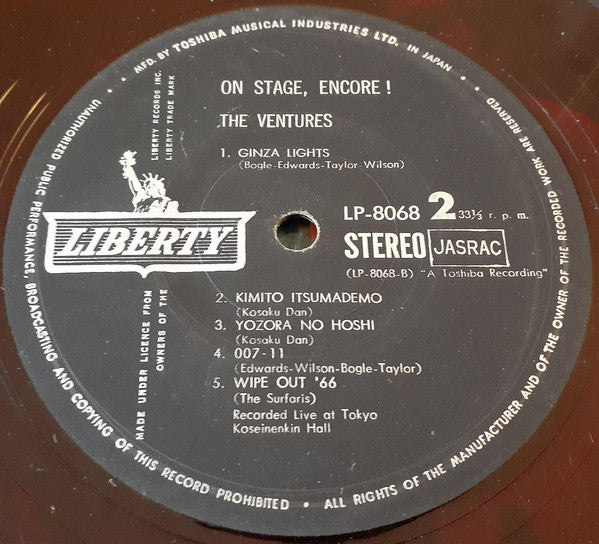 MFD. BY TOSHIBA MUSICAL INDUSTRIES LTD. IN JAPAN •
ON STAGE, ENCORE!
THE VENTURES
1. GINZA LIGHTS
(Bogle-Edwards-Taylor-Wilson)
LIBERTY RECORDS INC.
LIBERTY TRADE MARK
LIBERTY
LP-8068 2 33⅓ r. p. m.
STEREO JASRAC
(LP-8068-B) "A Toshiba Recording"
2. KIMITO ITSUMADEMO
(Kosaku Dan)
3. YOZORA NO HOSHI
(Kosaku Dan)
4. 007-11
(Edwards-Wilson-Bogle-Taylor)
5. WIPE OUT '66
(The Surfaris)
Recorded Live at Tokyo
Koseinenkin Hall
MADE UNDER LICENCE FROM
OWNERS OF THE
UNAUTHORIZED PUBLIC PERFORMANCE, BROADCASTING AND COPYING OF THIS RECORD PROHIBITED • ALL RIGHTS OF THE MANUFACTURER AND OF THE OWNER OF THE RECORDED WORK ARE RESERVED